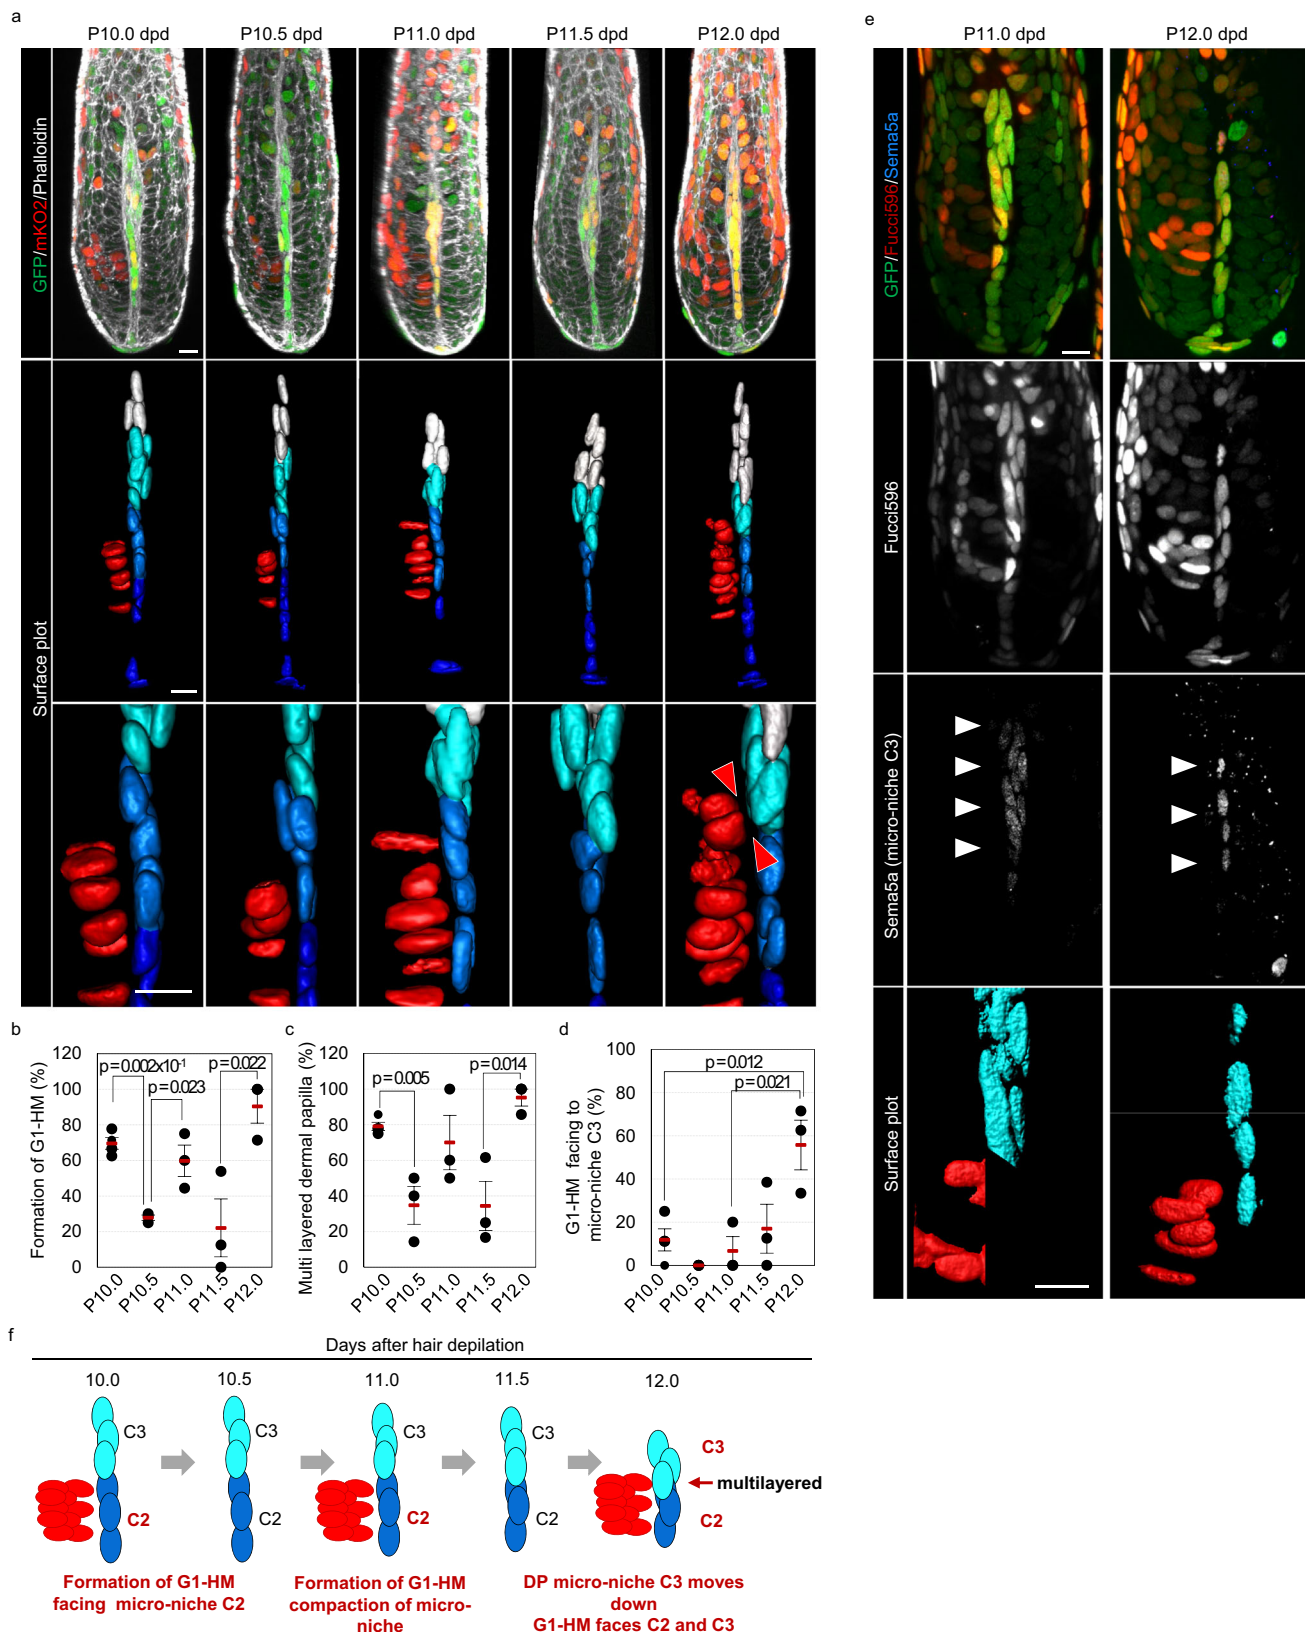 a
P10.0 dpd
P10.5 dpd
P11.0 dpd
P11.5 dpd
P12.0 dpd
GFP/mKO2/Phalloidin
Surface plot
b
Formation of G1-HM (%)
120
100
80
60
40
20
0
p=0.002x10⁻¹
p=0.023
p=0.022
P10.0
P10.5
P11.0
P11.5
P12.0
c
Multi layered dermal papilla (%)
120
100
80
60
40
20
0
p=0.005
p=0.014
P10.0
P10.5
P11.0
P11.5
P12.0
d
G1-HM facing to
micro-niche C3 (%)
100
80
60
40
20
0
p=0.012
p=0.021
P10.0
P10.5
P11.0
P11.5
P12.0
e
P11.0 dpd
P12.0 dpd
GFP/Fucci596/Sema5a
Fucci596
Sema5a (micro-niche C3)
Surface plot
f
Days after hair depilation
10.0
10.5
11.0
11.5
12.0
C3
C2
C3
C2
C3
C2
C3
C2
C3
multilayered
C2
Formation of G1-HM
facing micro-niche C2
Formation of G1-HM
compaction of micro-
niche
DP micro-niche C3 moves
down
G1-HM faces C2 and C3